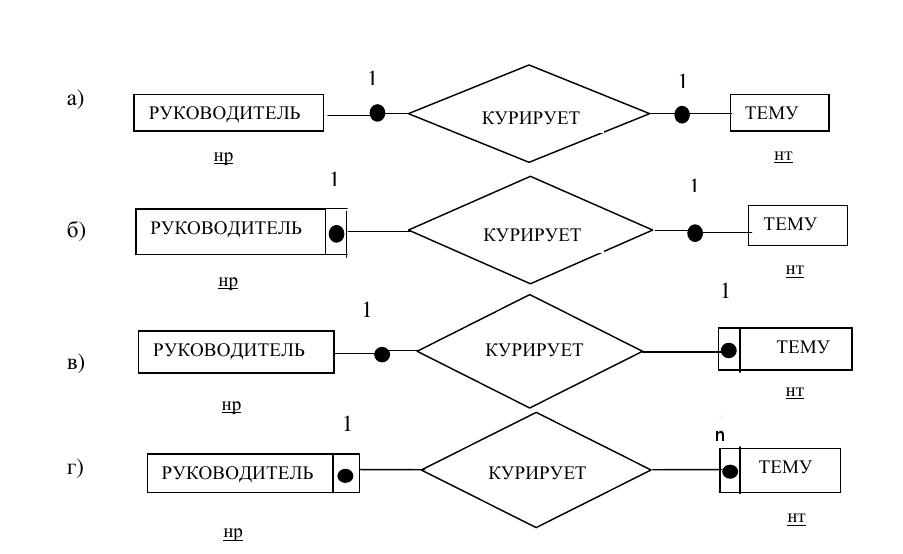 1 1
а) РУКОВОДИТЕЛЬ КУРИРУЕТ ТЕМУ
нр нт
1 1
б) РУКОВОДИТЕЛЬ КУРИРУЕТ ТЕМУ
нр нт
1 1
в) РУКОВОДИТЕЛЬ КУРИРУЕТ ТЕМУ
нр нт
1 n
г) РУКОВОДИТЕЛЬ КУРИРУЕТ ТЕМУ
нр нт